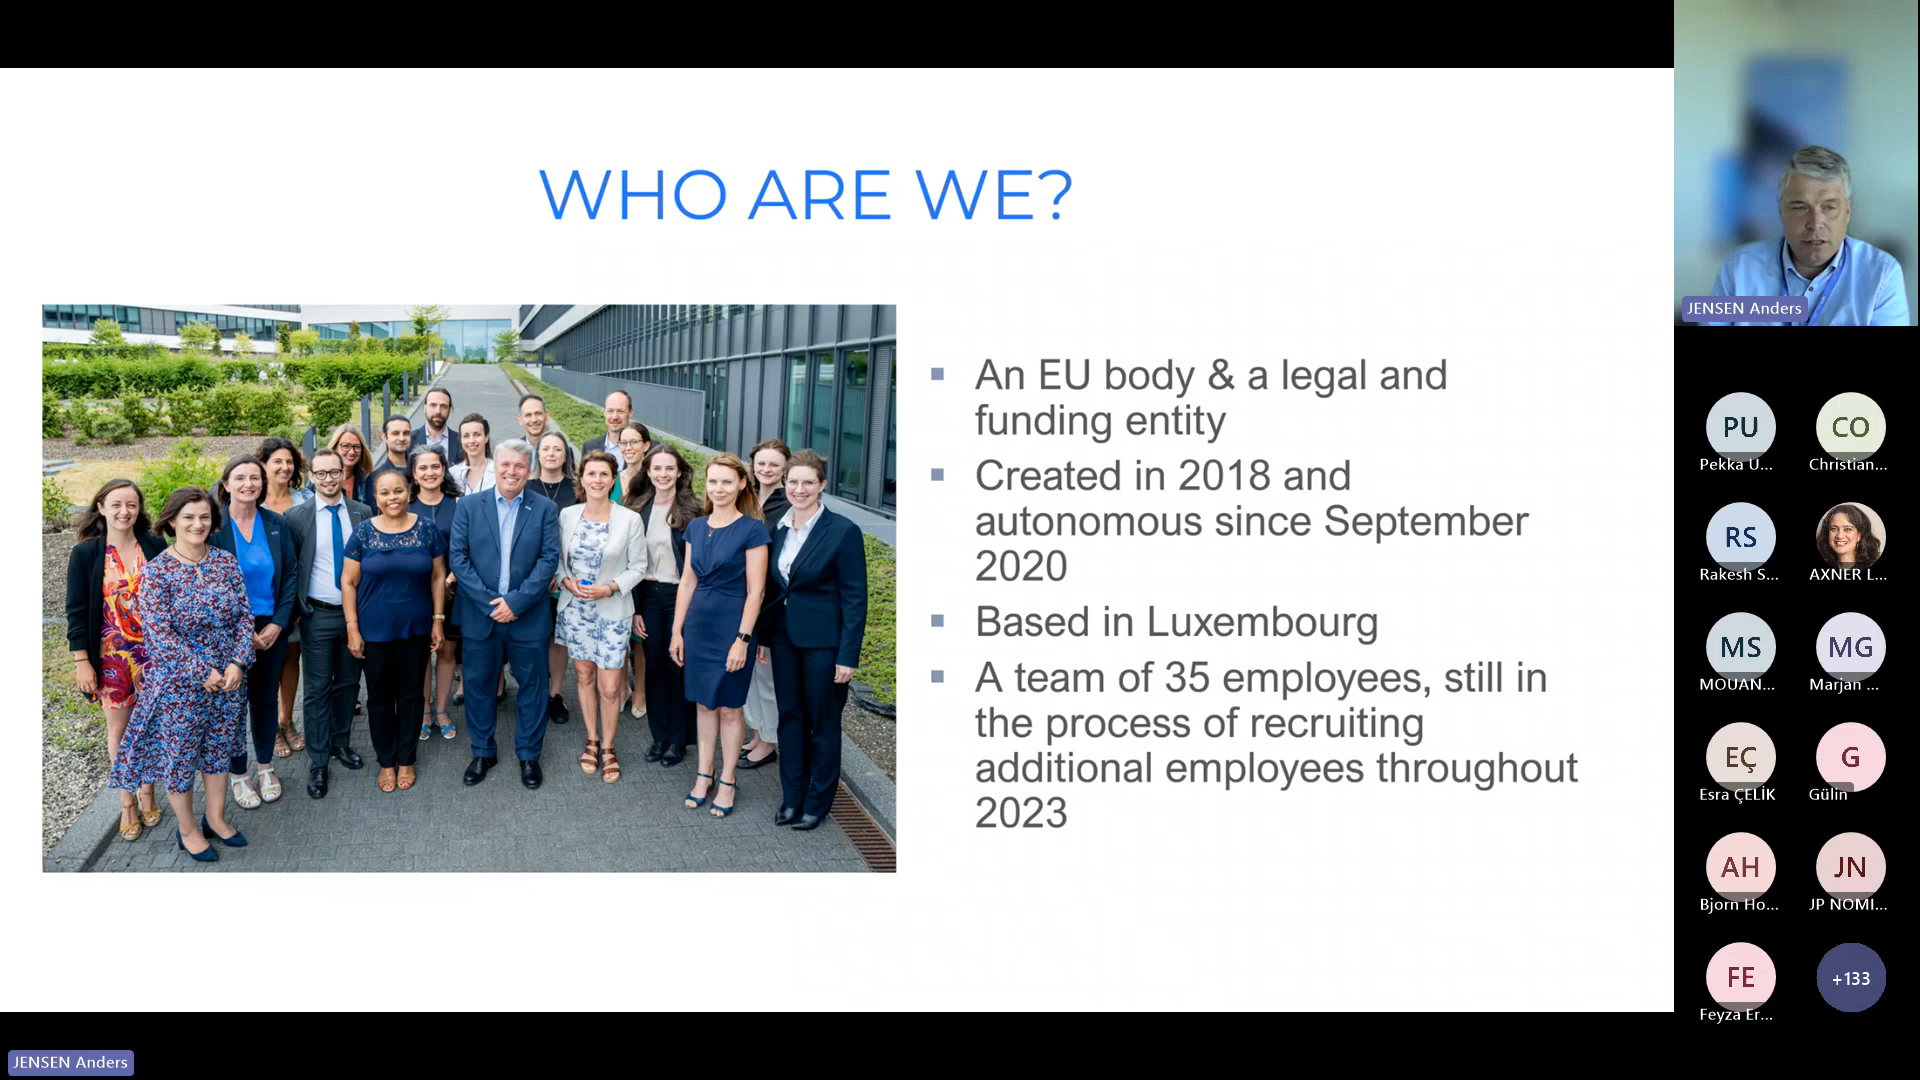 WHO ARE WE?
An EU body & a legal and
funding entity
Created in 2018 and
autonomous since September
2020
Based in Luxembourg
A team of 35 employees, still in
the process of recruiting
additional employees throughout
2023
JENSEN Anders
PU
Pekka U...
CO
Christian...
RS
Rakesh S...
AXNER L...
MS
MOUAN...
MG
Marjan ...
EÇ
Esra ÇELİK
G
Gülin
AH
Bjorn Ho...
JN
JP NOMI...
FE
Feyza Er...
+133
JENSEN Anders